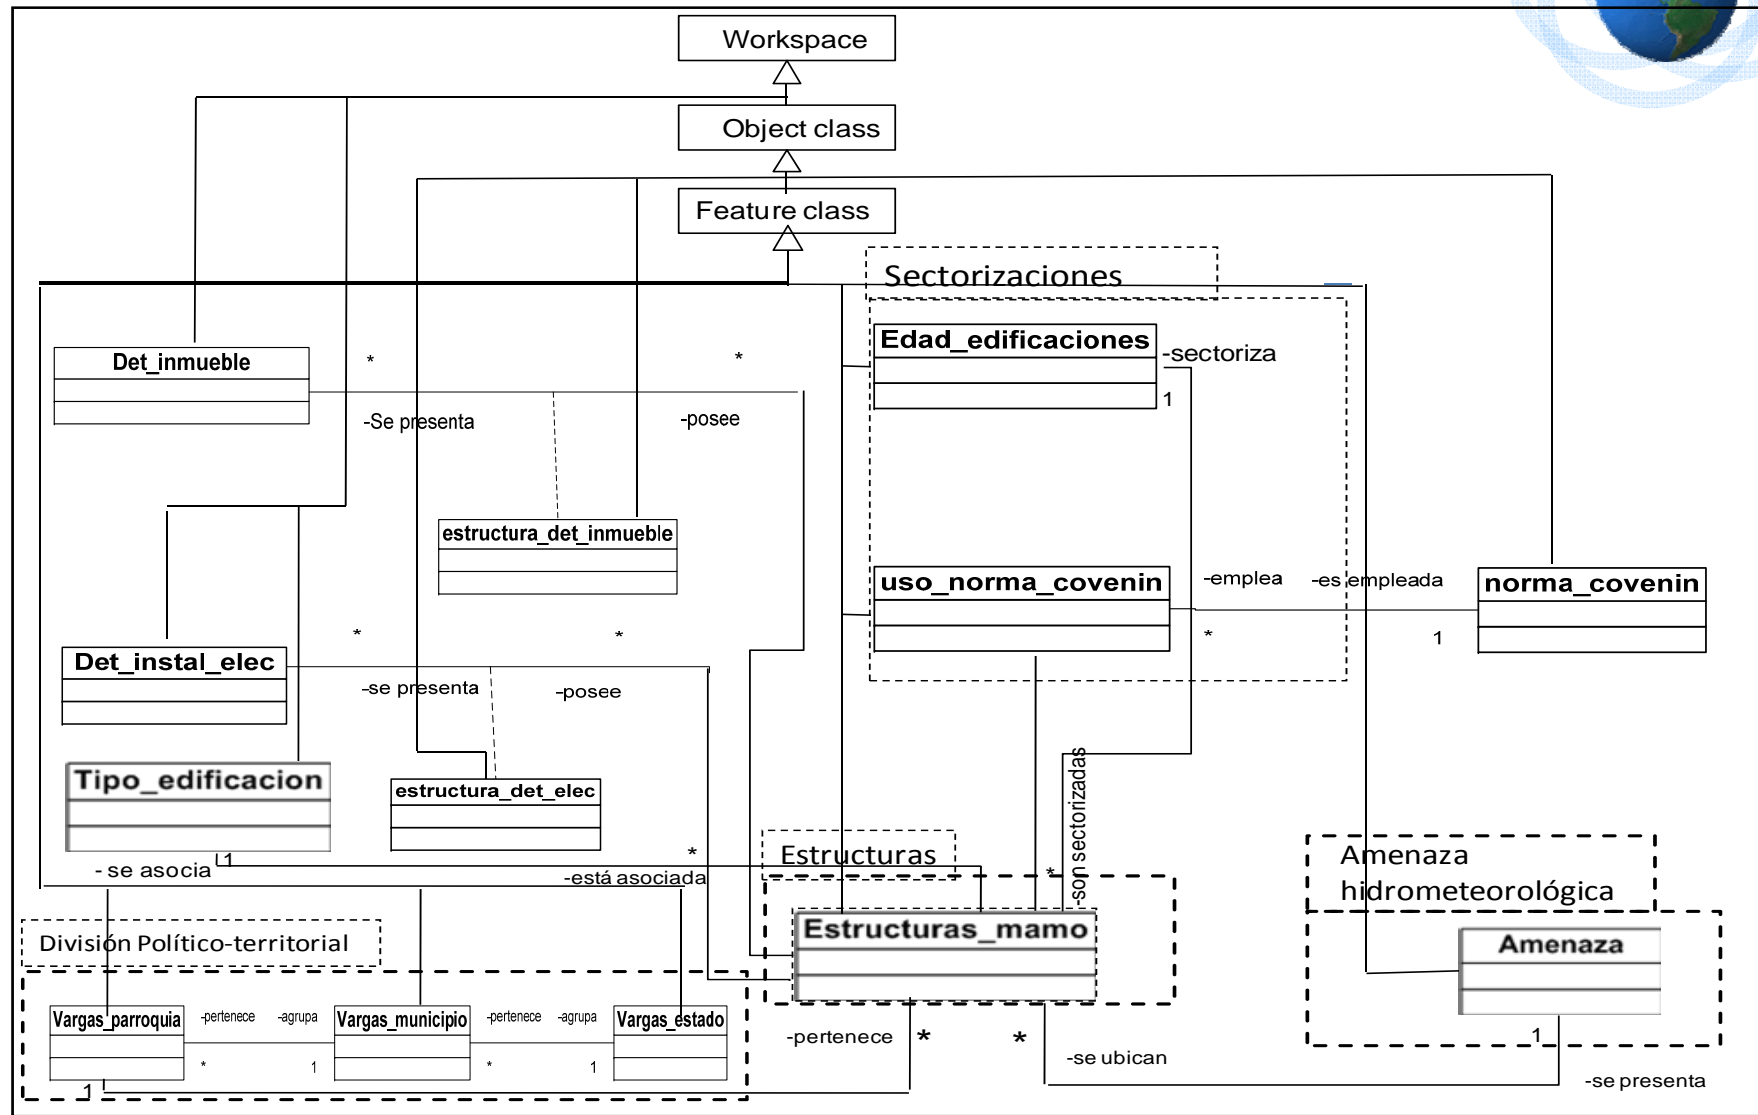 Workspace
Object class
Feature class
Sectorizaciones
Edad_edificaciones
-sectoriza
1
Det_inmueble
*
*
-Se presenta
-posee
estructura_det_inmueble
uso_norma_covenin
-emplea
-es empleada
norma_covenin
*
1
Det_instal_elec
*
*
-se presenta
-posee
Tipo_edificacion
estructura_det_elec
-son sectorizadas
*
1
- se asocia
*
-está asociada
Estructuras
Estructuras_mamo
Amenaza
hidrometeorológica
Amenaza
División Político-territorial
Vargas_parroquia
-pertenece
-agrupa
Vargas_municipio
-pertenece
-agrupa
Vargas_estado
*
1
*
1
1
-pertenece
*
*
-se ubican
1
-se presenta